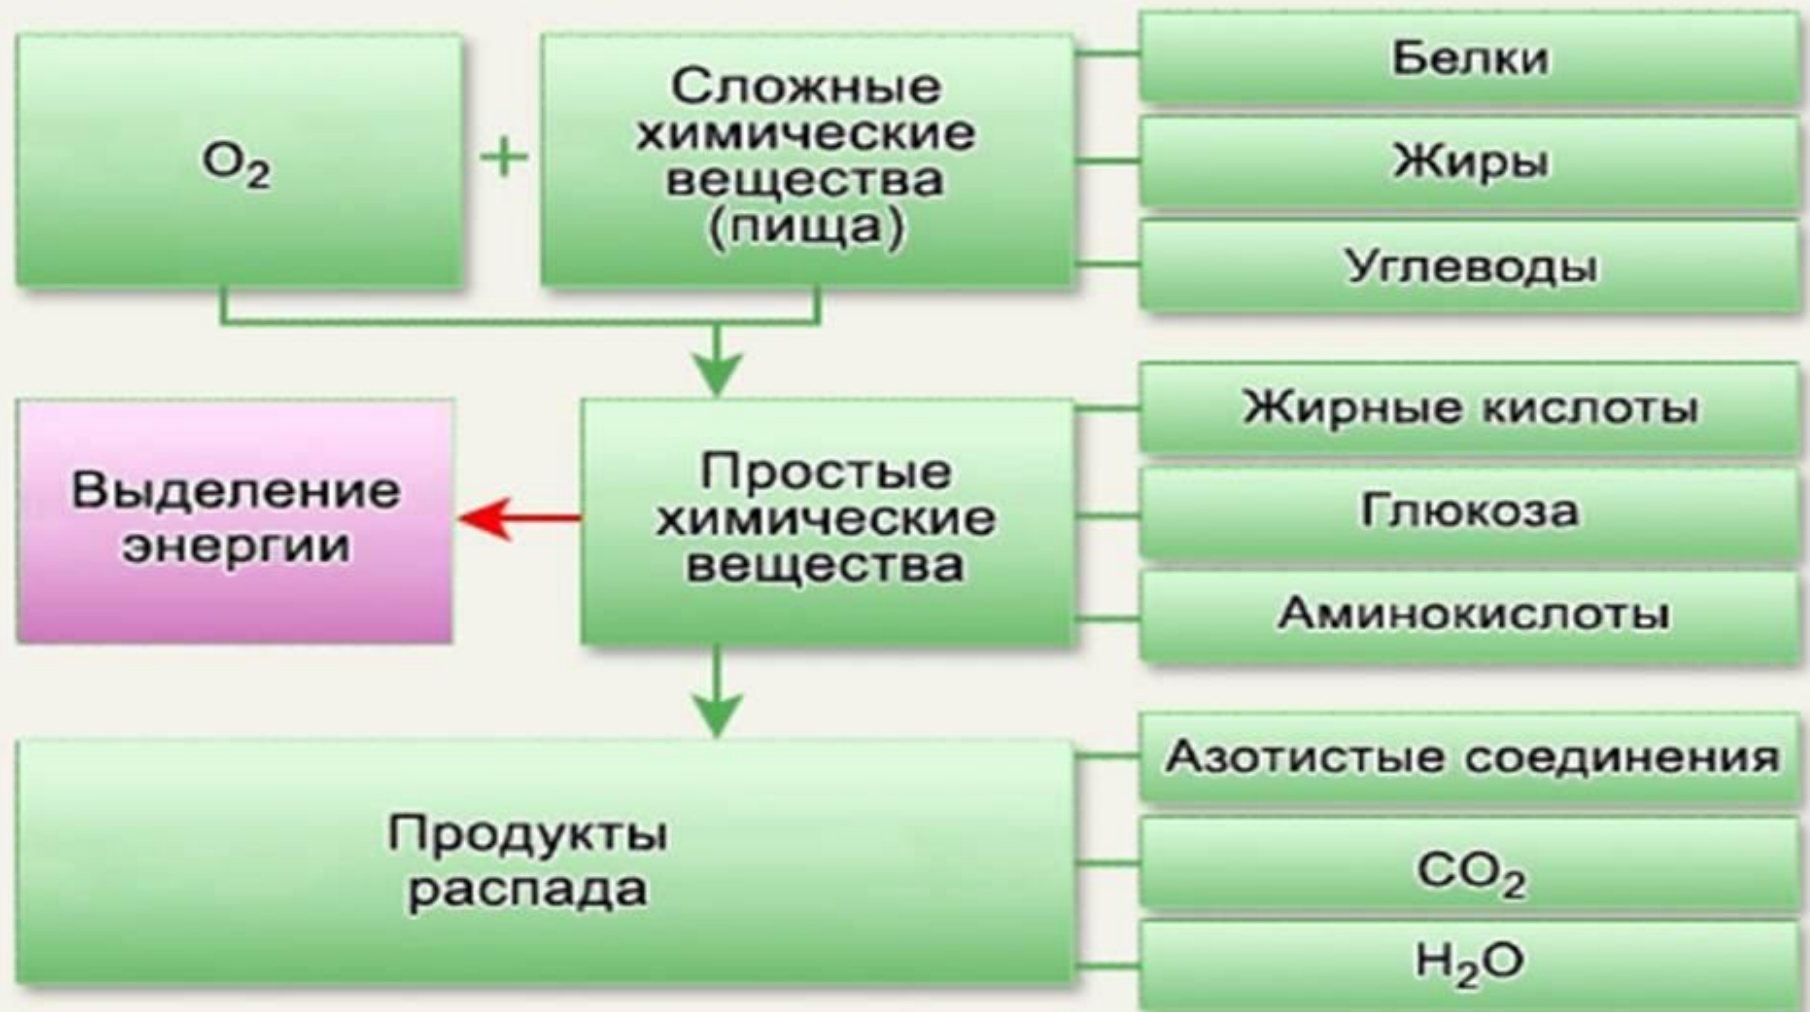 O₂
+
Сложные
химические
вещества
(пища)
Белки
Жиры
Углеводы
Выделение
энергии
Простые
химические
вещества
Жирные кислоты
Глюкоза
Аминокислоты
Продукты
распада
Азотистые соединения
CO₂
H₂O